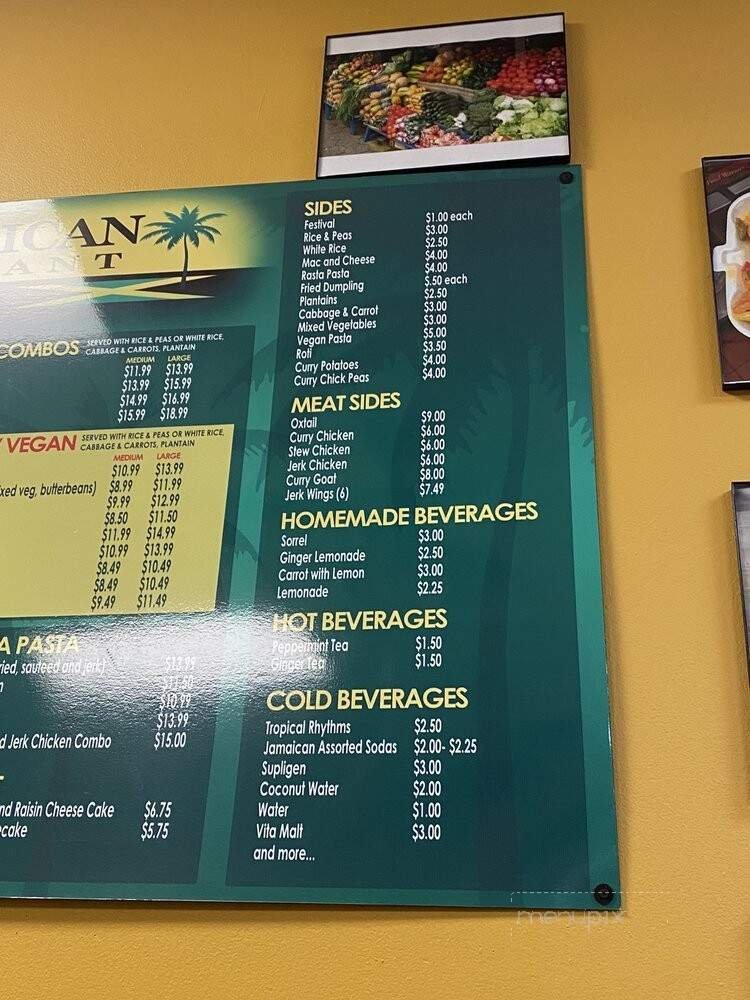 ICAN
ANT
COMBOS SERVED WITH RICE & PEAS OR WHITE RICE,
CABBAGE & CARROTS, PLANTAIN
MEDIUM LARGE
$11.99 $13.99
$13.99 $15.99
$14.99 $16.99
$15.99 $18.99
VEGAN SERVED WITH RICE & PEAS OR WHITE RICE,
CABBAGE & CARROTS, PLANTAIN
MEDIUM LARGE
$10.99 $13.99
ixed veg, butterbeans) $8.99 $11.99
$9.99 $12.99
$8.50 $11.50
$11.99 $14.99
$10.99 $13.99
$8.49 $10.49
$8.49 $10.49
$9.49 $11.49
A PASTA
ried, sauteed and jerk) $13.99
n $11.50
$10.99
$13.99
d Jerk Chicken Combo $15.00
nd Raisin Cheese Cake $6.75
ecake $5.75
SIDES
Festival $1.00 each
Rice & Peas $3.00
White Rice $2.50
Mac and Cheese $4.00
Rasta Pasta $4.00
Fried Dumpling $.50 each
Plantains $2.50
Cabbage & Carrot $3.00
Mixed Vegetables $3.00
Vegan Pasta $5.00
Roti $3.50
Curry Potatoes $4.00
Curry Chick Peas $4.00
MEAT SIDES
Oxtail $9.00
Curry Chicken $6.00
Stew Chicken $6.00
Jerk Chicken $6.00
Curry Goat $8.00
Jerk Wings (6) $7.49
HOMEMADE BEVERAGES
Sorrel $3.00
Ginger Lemonade $2.50
Carrot with Lemon $3.00
Lemonade $2.25
HOT BEVERAGES
Peppermint Tea $1.50
Ginger Tea $1.50
COLD BEVERAGES
Tropical Rhythms $2.50
Jamaican Assorted Sodas $2.00- $2.25
Supligen $3.00
Coconut Water $2.00
Water $1.00
Vita Malt $3.00
and more...
menupix